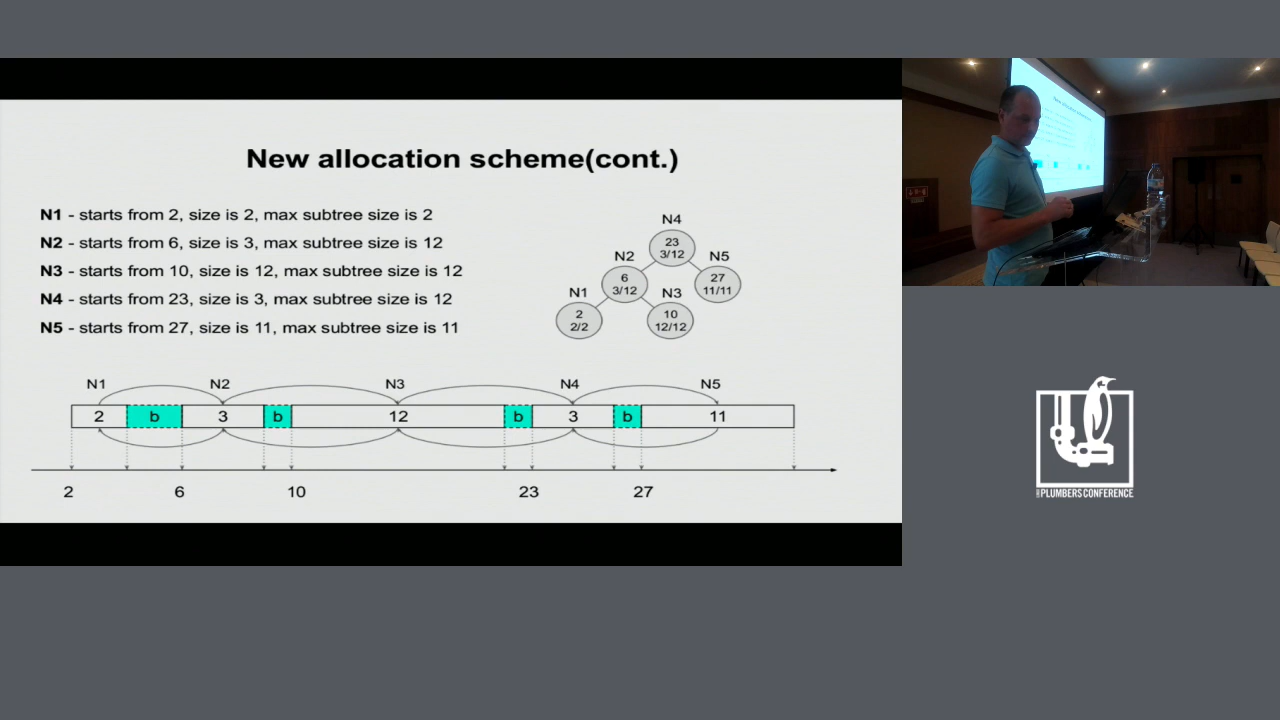 New allocation scheme(cont.)
N1 - starts from 2, size is 2, max subtree size is 2
N2 - starts from 6, size is 3, max subtree size is 12
N3 - starts from 10, size is 12, max subtree size is 12
N4 - starts from 23, size is 3, max subtree size is 12
N5 - starts from 27, size is 11, max subtree size is 11
N4
23
3/12
N2
N5
6
3/12
27
11/11
N1
N3
2
2/2
10
12/12
N1 N2 N3 N4 N5
2 b 3 b 12 b 3 b 11
2 6 10 23 27
PLUMBERS CONFERENCE